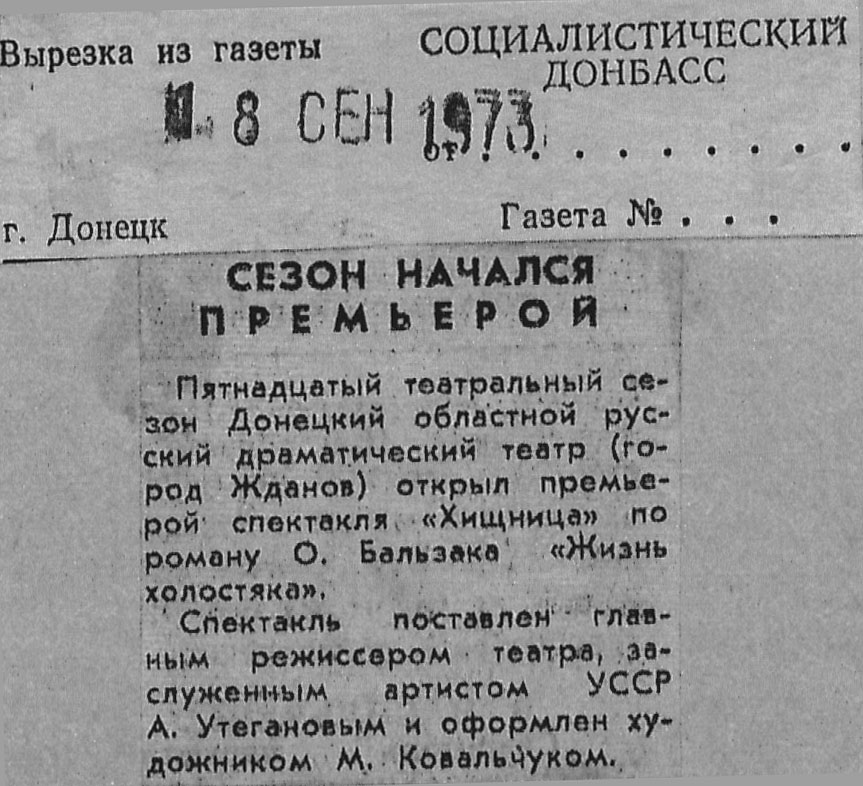 Вырезка из газеты
СОЦИАЛИСТИЧЕСКИЙ
ДОНБАСС
8 СЕН 1973
от . . . . . . . . .
г. Донецк
Газета № . . .
СЕЗОН НАЧАЛСЯ
ПРЕМЬЕРОЙ
Пятнадцатый театральный се-
зон Донецкий областной рус-
ский драматический театр (го-
род Жданов) открыл премье-
рой спектакля «Хищница» по
роману О. Бальзака «Жизнь
холостяка».
Спектакль поставлен глав-
ным режиссером театра, за-
служенным артистом УССР
А. Утегановым и оформлен ху-
дожником М. Ковальчуком.